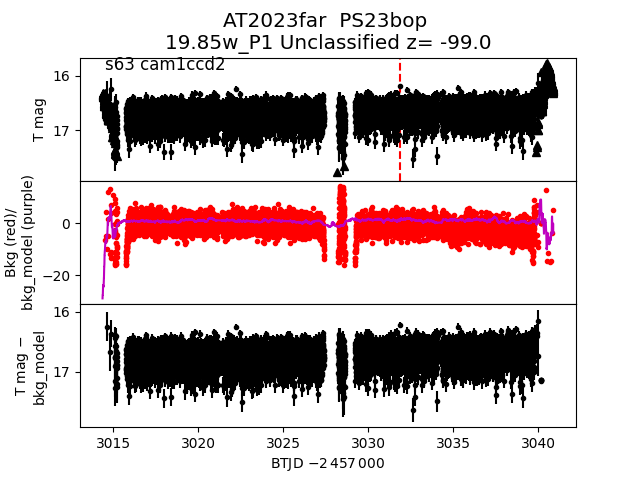 AT2023far  PS23bop
19.85w_P1 Unclassified z= -99.0
s63 cam1ccd2
T mag
16
17
Bkg (red)/
bkg_model (purple)
0
−20
T mag −
bkg_model
16
17
3015 3020 3025 3030 3035 3040
BTJD −2 457 000